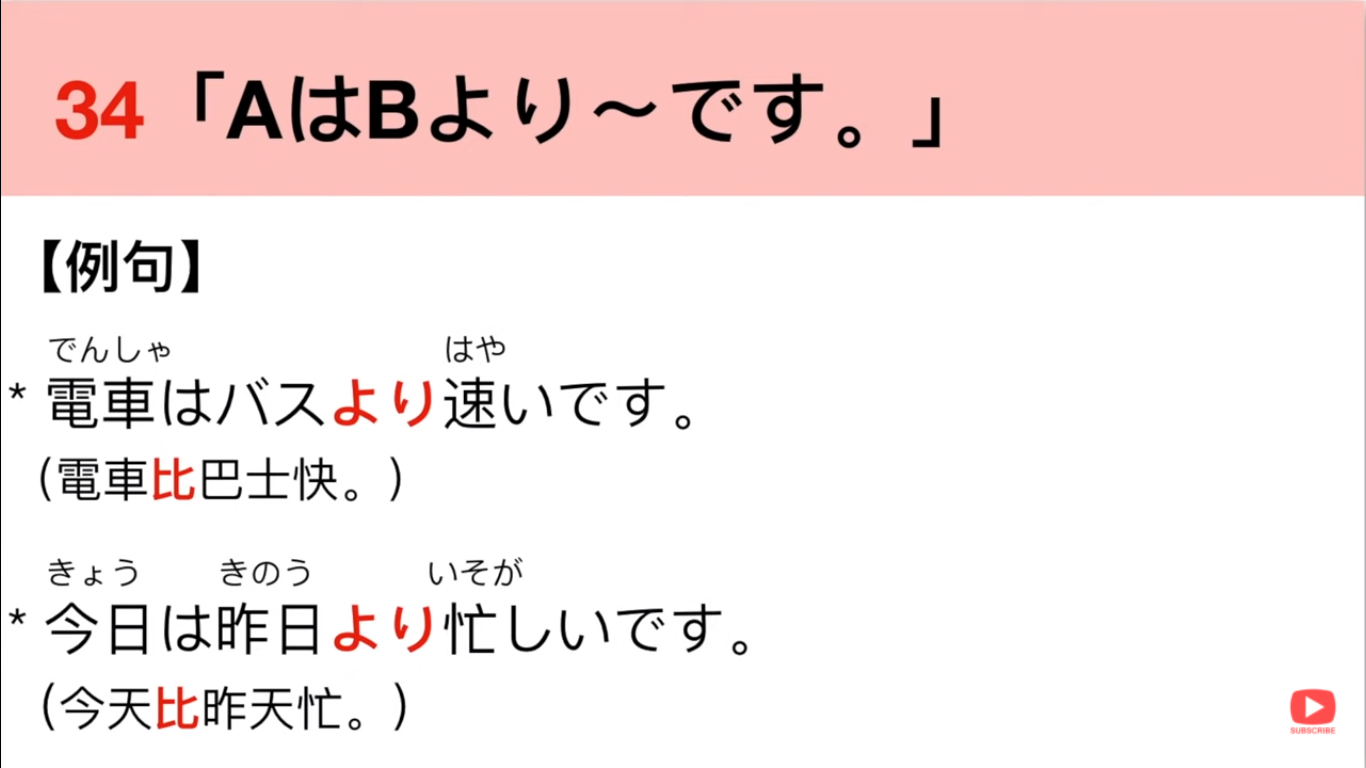 34「AはBより～です。」
【例句】
でんしゃ はや
* 電車はバスより速いです。
（電車比巴士快。）
きょう きのう いそが
* 今日は昨日より忙しいです。
（今天比昨天忙。）
SUBSCRIBE